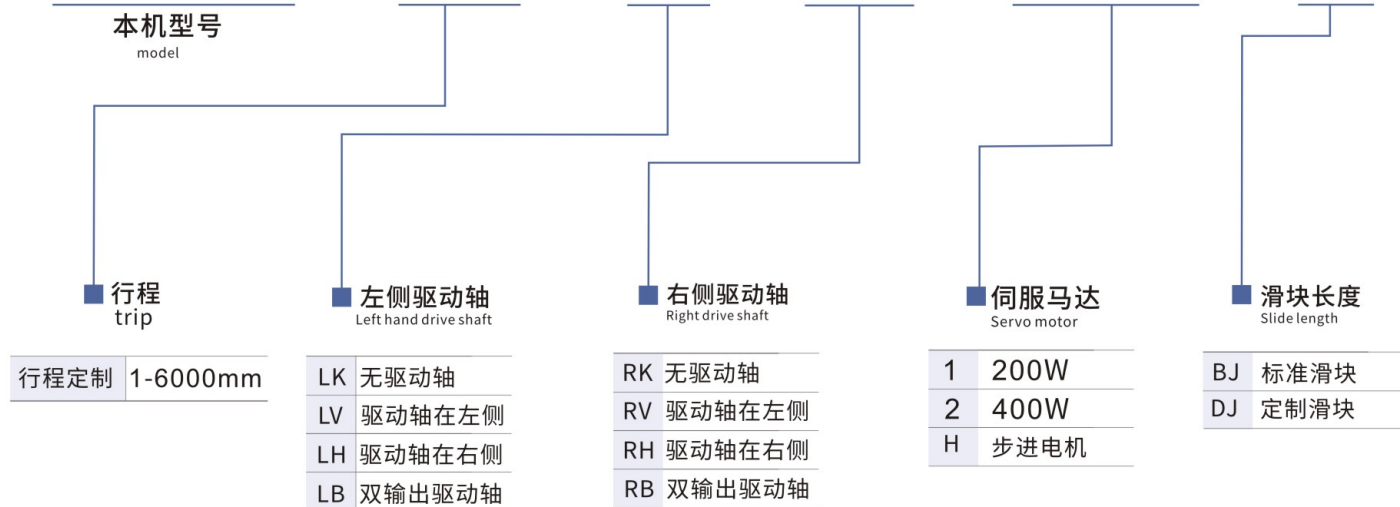 本机型号
model
行程
trip
行程定制 1-6000mm
左侧驱动轴
Left hand drive shaft
LK 无驱动轴
LV 驱动轴在左侧
LH 驱动轴在右侧
LB 双输出驱动轴
右侧驱动轴
Right drive shaft
RK 无驱动轴
RV 驱动轴在左侧
RH 驱动轴在右侧
RB 双输出驱动轴
伺服马达
Servo motor
1 200W
2 400W
H 步进电机
滑块长度
Slide length
BJ 标准滑块
DJ 定制滑块